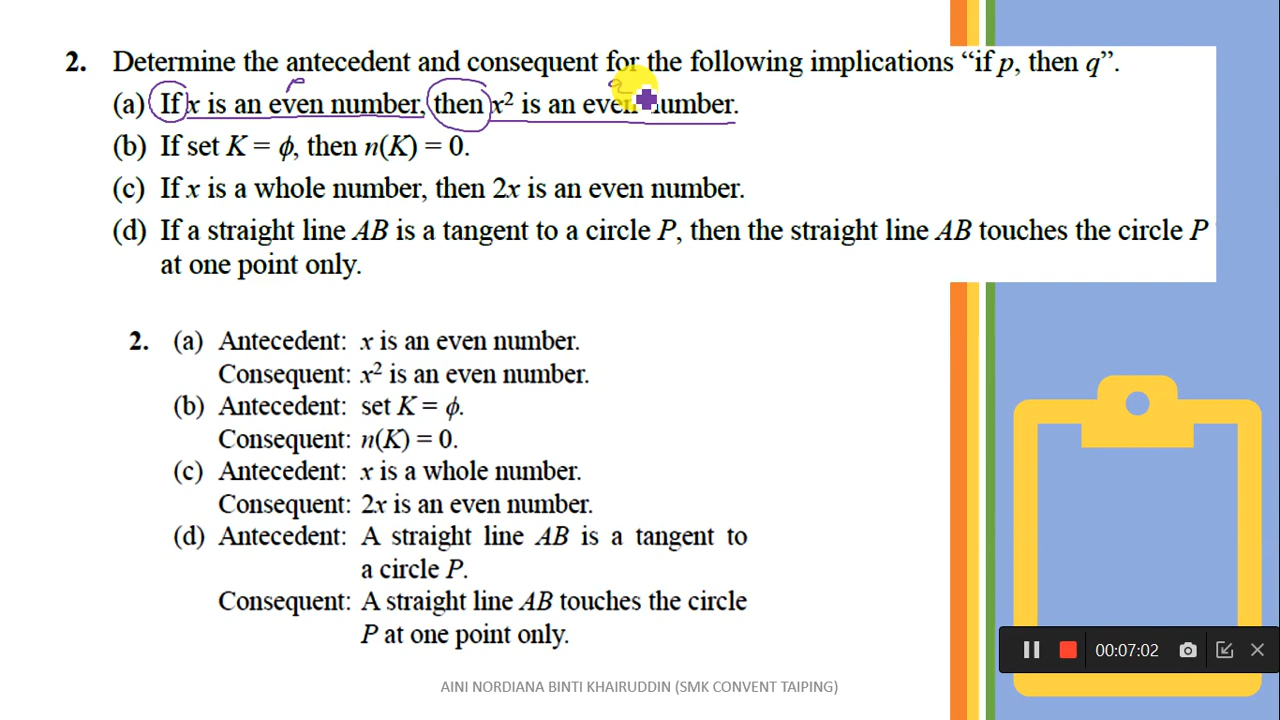 2. Determine the antecedent and consequent for the following implications “if p, then q”.
(a) If x is an even number, then x² is an even number.
(b) If set K = ϕ, then n(K) = 0.
(c) If x is a whole number, then 2x is an even number.
(d) If a straight line AB is a tangent to a circle P, then the straight line AB touches the circle P
at one point only.
2. (a) Antecedent: x is an even number.
Consequent: x² is an even number.
(b) Antecedent: set K = ϕ.
Consequent: n(K) = 0.
(c) Antecedent: x is a whole number.
Consequent: 2x is an even number.
(d) Antecedent: A straight line AB is a tangent to
a circle P.
Consequent: A straight line AB touches the circle
P at one point only.
00:07:02
AINI NORDIANA BINTI KHAIRUDDIN (SMK CONVENT TAIPING)